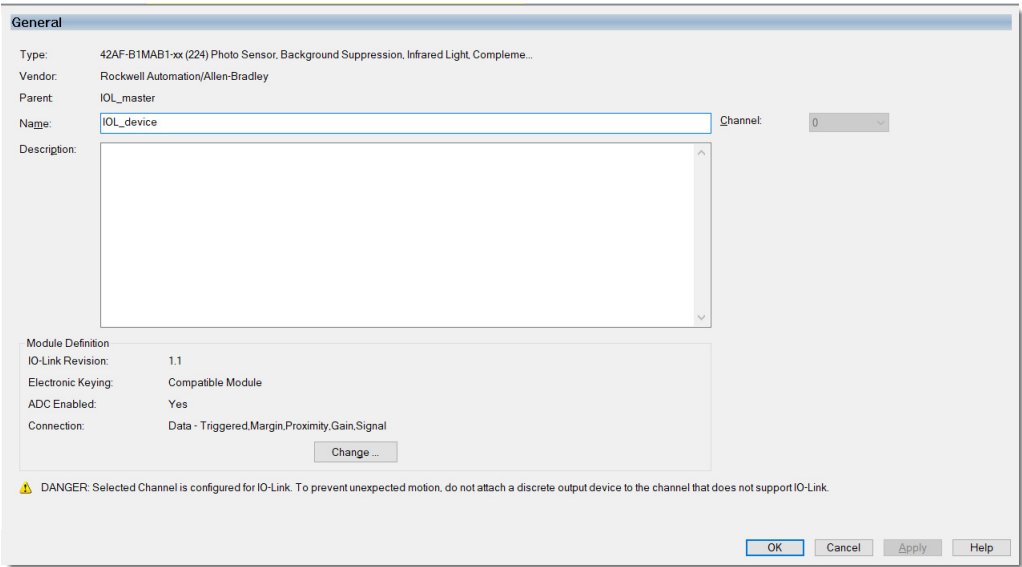 General
Type: 42AF-B1MAB1-xx (224) Photo Sensor, Background Suppression, Infrared Light, Compleme...
Vendor: Rockwell Automation/Allen-Bradley
Parent: IOL_master
Name: IOL_device Channel: 0
Description:
Module Definition
IO-Link Revision: 1.1
Electronic Keying: Compatible Module
ADC Enabled: Yes
Connection: Data - Triggered,Margin,Proximity,Gain,Signal
Change ...
DANGER: Selected Channel is configured for IO-Link. To prevent unexpected motion, do not attach a discrete output device to the channel that does not support IO-Link.
OK Cancel Apply Help